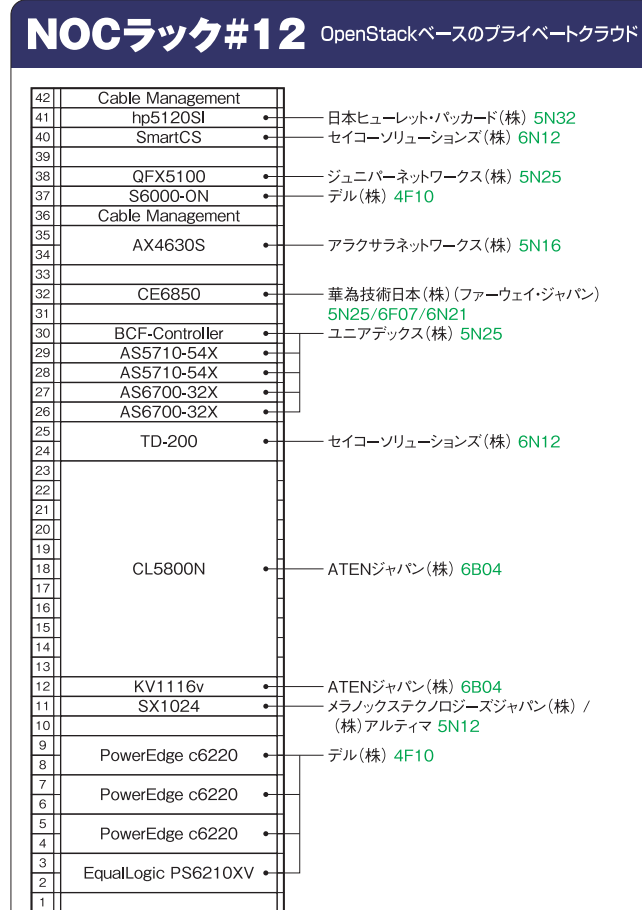 NOCラック#12 OpenStackベースのプライベートクラウド
42 Cable Management
41 hp5120SI 日本ヒューレット・パッカード(株) 5N32
40 SmartCS セイコーソリューションズ(株) 6N12
39
38 QFX5100 ジュニパーネットワークス(株) 5N25
37 S6000-ON デル(株) 4F10
36 Cable Management
35
AX4630S アラクサラネットワークス(株) 5N16
34
33
32 CE6850 華為技術日本(株)(ファーウェイ・ジャパン)
31 5N25/6F07/6N21
30 BCF-Controller ユニアデックス(株) 5N25
29 AS5710-54X
28 AS5710-54X
27 AS6700-32X
26 AS6700-32X
25
TD-200 セイコーソリューションズ(株) 6N12
24
23
22
21
20
19
18 CL5800N ATENジャパン(株) 6B04
17
16
15
14
13
12 KV1116v ATENジャパン(株) 6B04
11 SX1024 メラノックステクノロジーズジャパン(株)/
10 (株)アルティマ 5N12
9
PowerEdge c6220 デル(株) 4F10
8
7
PowerEdge c6220
6
5
PowerEdge c6220
4
3
EqualLogic PS6210XV
2
1